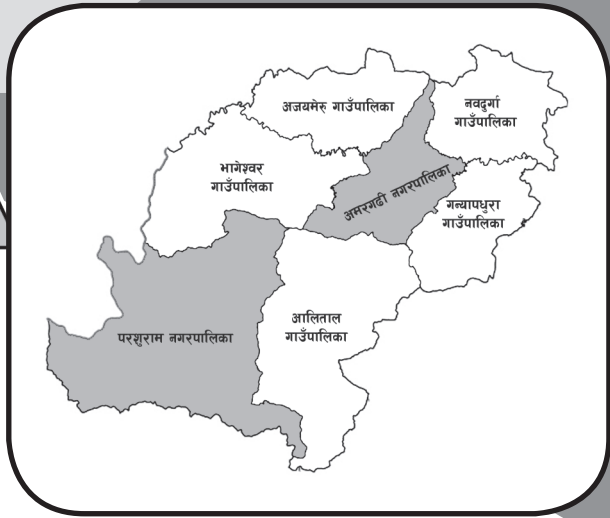 अजयमेरु गाउँपालिका
नवदुर्गा
गाउँपालिका
भागेश्वर
गाउँपालिका
अमरगढी नगरपालिका
गन्यापधुरा
गाउँपालिका
आलिताल
गाउँपालिका
परशुराम नगरपालिका